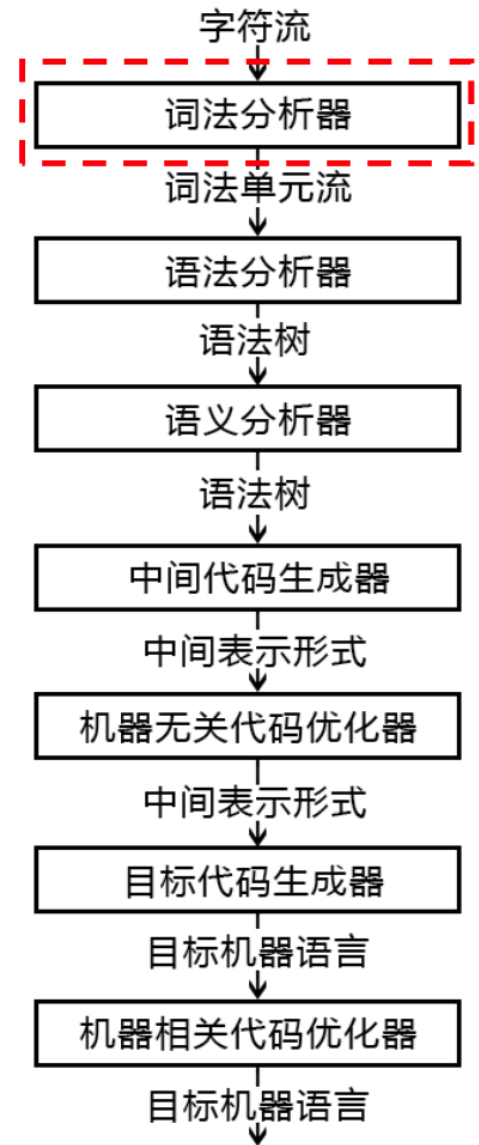 字符流
词法分析器
词法单元流
语法分析器
语法树
语义分析器
语法树
中间代码生成器
中间表示形式
机器无关代码优化器
中间表示形式
目标代码生成器
目标机器语言
机器相关代码优化器
目标机器语言